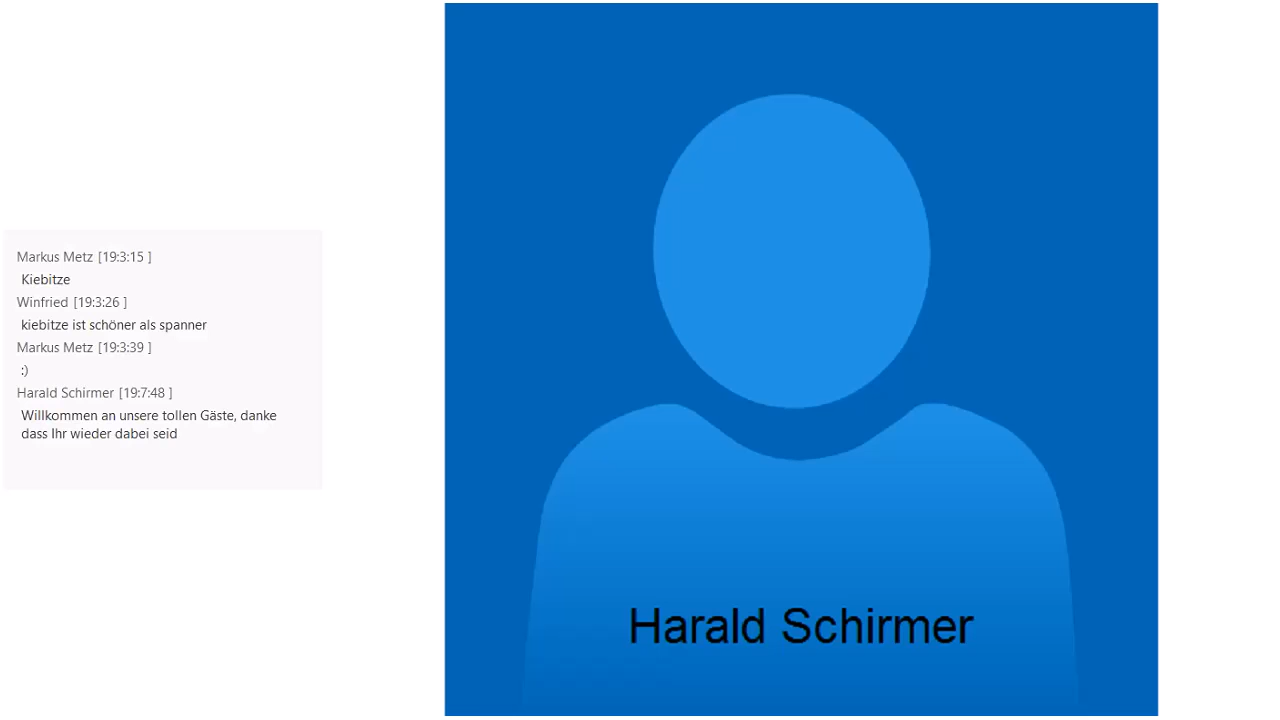 Markus Metz [19:3:15 ]
Kiebitze
Winfried [19:3:26 ]
kiebitze ist schöner als spanner
Markus Metz [19:3:39 ]
:)
Harald Schirmer [19:7:48 ]
Willkommen an unsere tollen Gäste, danke
dass Ihr wieder dabei seid
Harald Schirmer